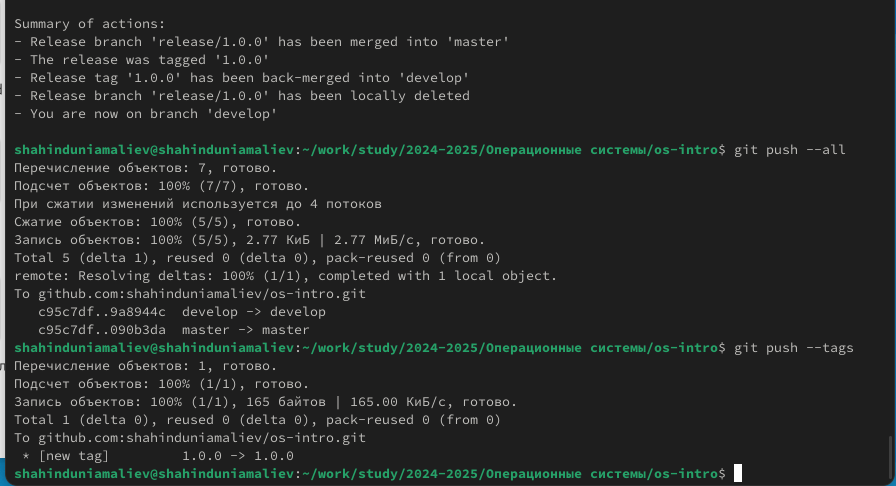 Summary of actions:
- Release branch 'release/1.0.0' has been merged into 'master'
- The release was tagged '1.0.0'
- Release tag '1.0.0' has been back-merged into 'develop'
- Release branch 'release/1.0.0' has been locally deleted
- You are now on branch 'develop'
shahinduniamaliev@shahinduniamaliev:~/work/study/2024-2025/Операционные системы/os-intro$ git push --all
Перечисление объектов: 7, готово.
Подсчет объектов: 100% (7/7), готово.
При сжатии изменений используется до 4 потоков
Сжатие объектов: 100% (5/5), готово.
Запись объектов: 100% (5/5), 2.77 КиБ | 2.77 МиБ/с, готово.
Total 5 (delta 1), reused 0 (delta 0), pack-reused 0 (from 0)
remote: Resolving deltas: 100% (1/1), completed with 1 local object.
To github.com:shahinduniamaliev/os-intro.git
   c95c7df..9a8944c  develop -> develop
   c95c7df..090b3da  master -> master
shahinduniamaliev@shahinduniamaliev:~/work/study/2024-2025/Операционные системы/os-intro$ git push --tags
Перечисление объектов: 1, готово.
Подсчет объектов: 100% (1/1), готово.
Запись объектов: 100% (1/1), 165 байтов | 165.00 КиБ/с, готово.
Total 1 (delta 0), reused 0 (delta 0), pack-reused 0 (from 0)
To github.com:shahinduniamaliev/os-intro.git
 * [new tag]         1.0.0 -> 1.0.0
shahinduniamaliev@shahinduniamaliev:~/work/study/2024-2025/Операционные системы/os-intro$